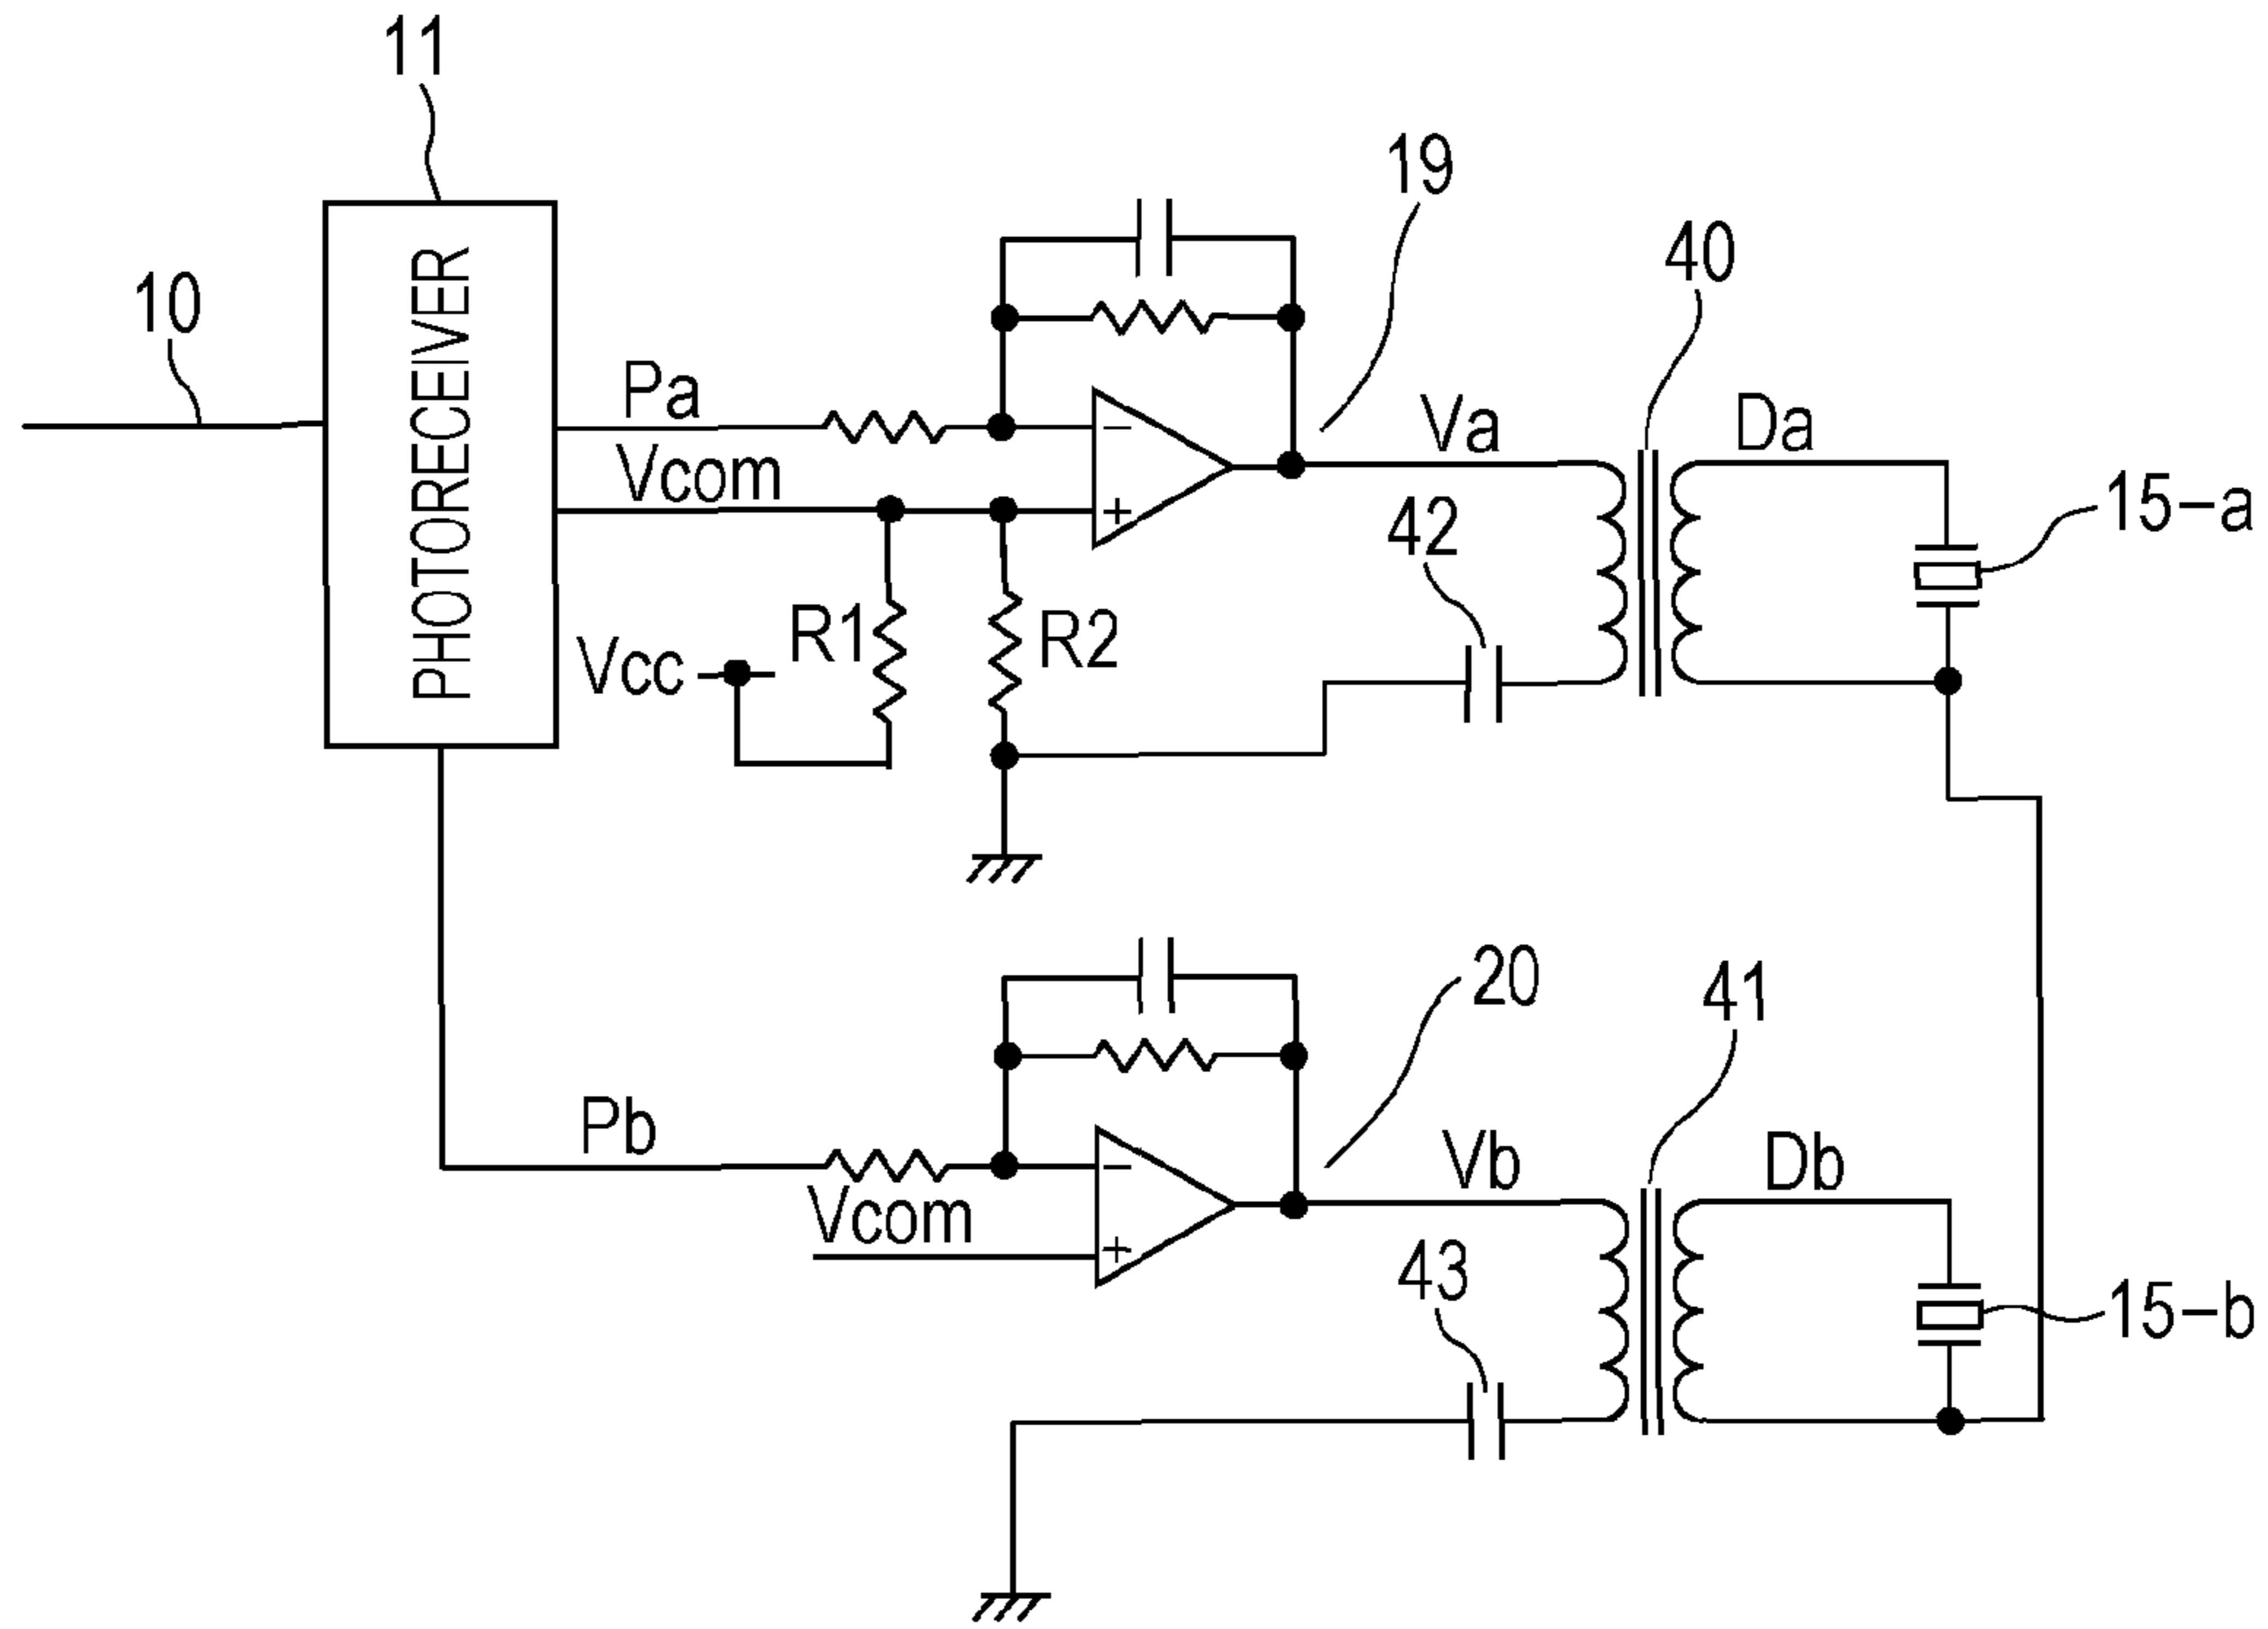 11
19
40
10
PHOTORECEIVER
Pa
Va
Da
Vcom
15-a
42
−
+
R1
R2
Vcc
20
41
Pb
Vb
Db
Vcom
43
15-b
−
+